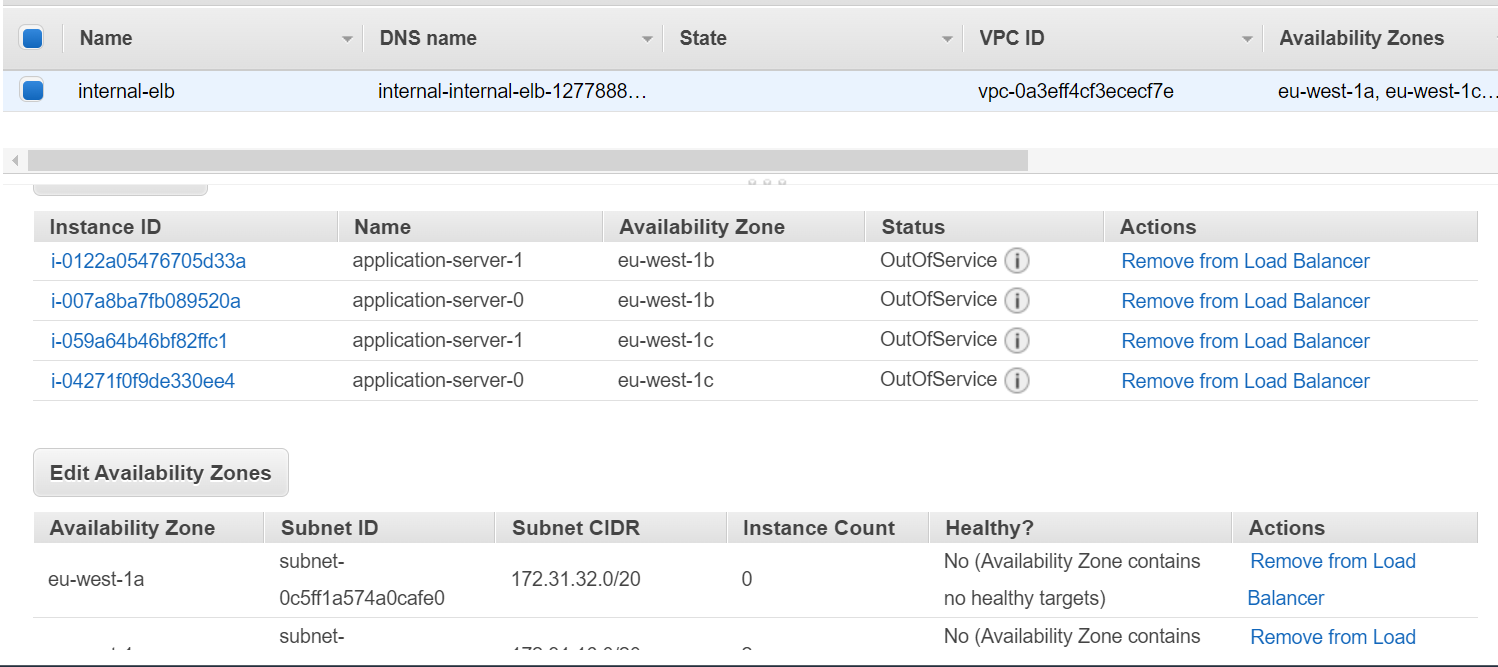 Name DNS name State VPC ID Availability Zones
internal-elb internal-internal-elb-1277888… vpc-0a3eff4cf3ececf7e eu-west-1a, eu-west-1c…
Instance ID Name Availability Zone Status Actions
i-0122a05476705d33a application-server-1 eu-west-1b OutOfService i Remove from Load Balancer
i-007a8ba7fb089520a application-server-0 eu-west-1b OutOfService i Remove from Load Balancer
i-059a64b46bf82ffc1 application-server-1 eu-west-1c OutOfService i Remove from Load Balancer
i-04271f0f9de330ee4 application-server-0 eu-west-1c OutOfService i Remove from Load Balancer
Edit Availability Zones
Availability Zone Subnet ID Subnet CIDR Instance Count Healthy? Actions
subnet- No (Availability Zone contains Remove from Load
eu-west-1a 172.31.32.0/20 0
0c5ff1a574a0cafe0 no healthy targets) Balancer
subnet- No (Availability Zone contains Remove from Load